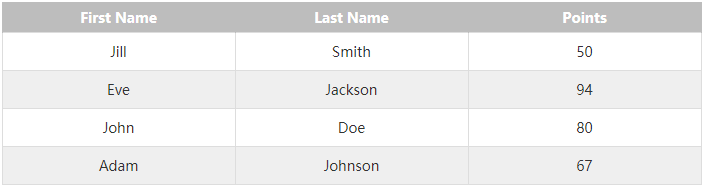 First Name Last Name Points
Jill Smith 50
Eve Jackson 94
John Doe 80
Adam Johnson 67